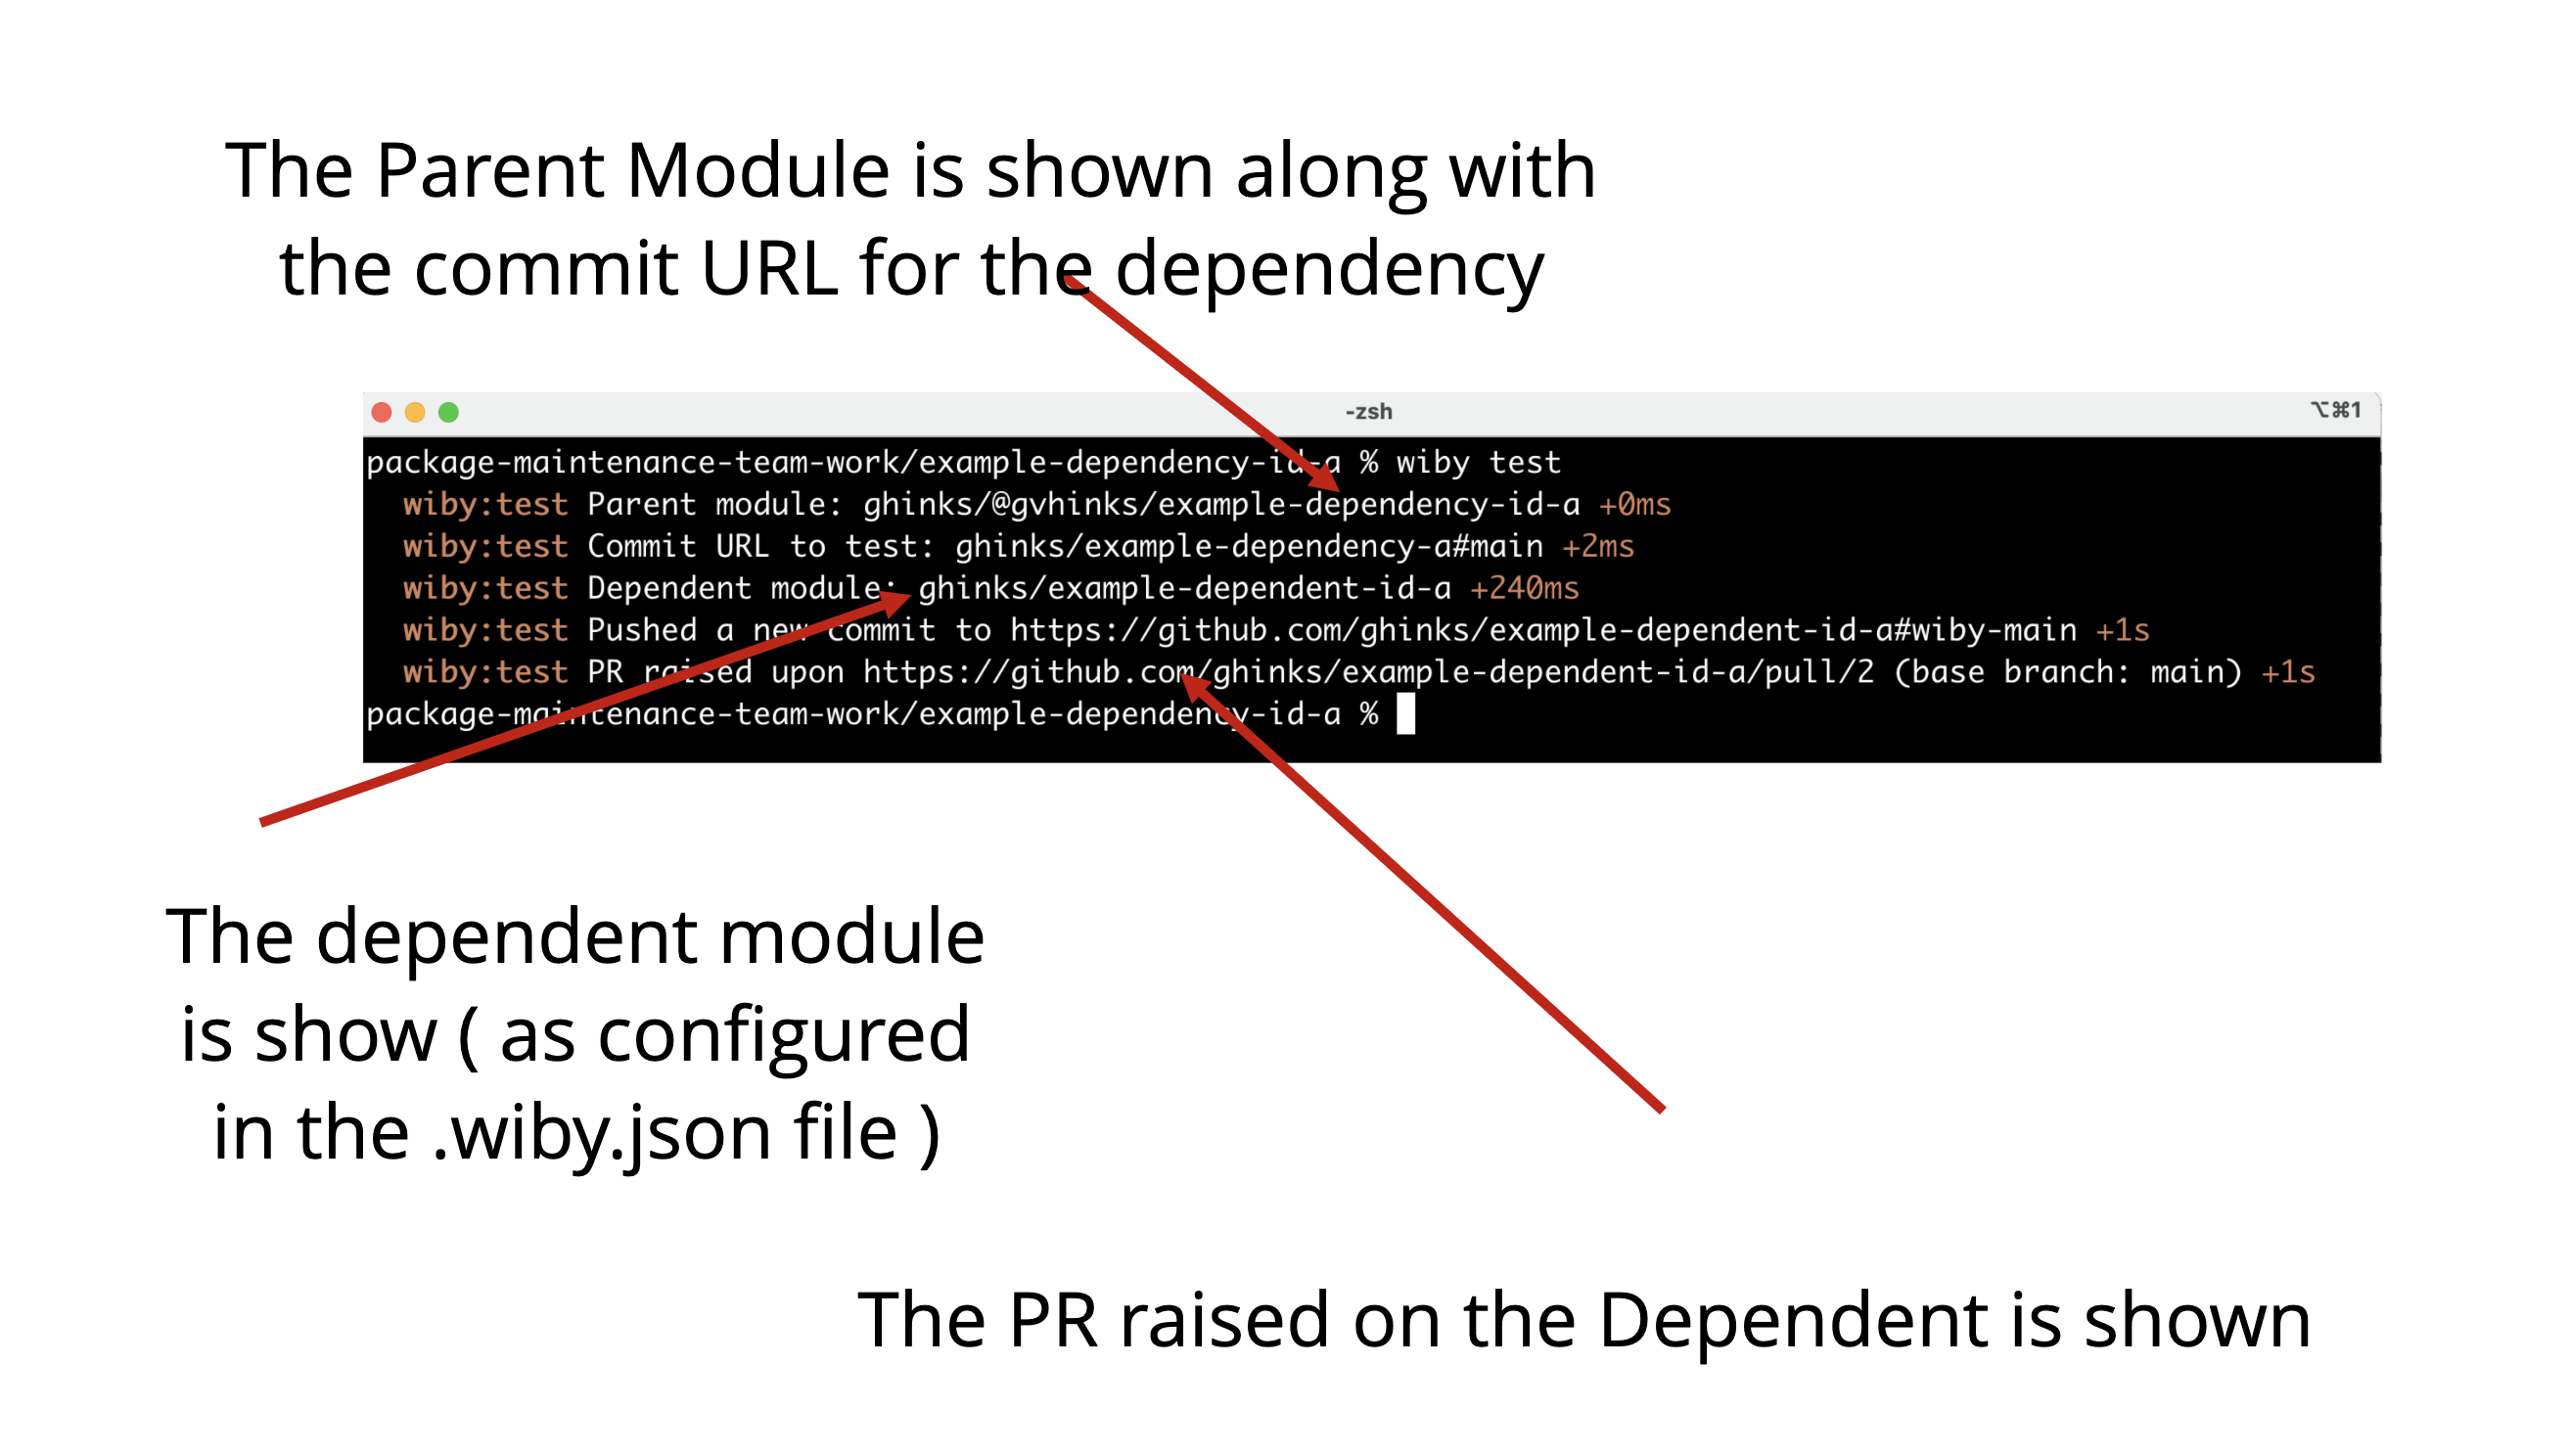 The Parent Module is shown along with
the commit URL for the dependency
-zsh
⌥⌘1
package-maintenance-team-work/example-dependency-id-a % wiby test
wiby:test Parent module: ghinks/@gvhinks/example-dependency-id-a +0ms
wiby:test Commit URL to test: ghinks/example-dependency-a#main +2ms
wiby:test Dependent module: ghinks/example-dependent-id-a +240ms
wiby:test Pushed a new commit to https://github.com/ghinks/example-dependent-id-a#wiby-main +1s
wiby:test PR raised upon https://github.com/ghinks/example-dependent-id-a/pull/2 (base branch: main) +1s
package-maintenance-team-work/example-dependency-id-a %
The dependent module
is show ( as configured
in the .wiby.json file )
The PR raised on the Dependent is shown